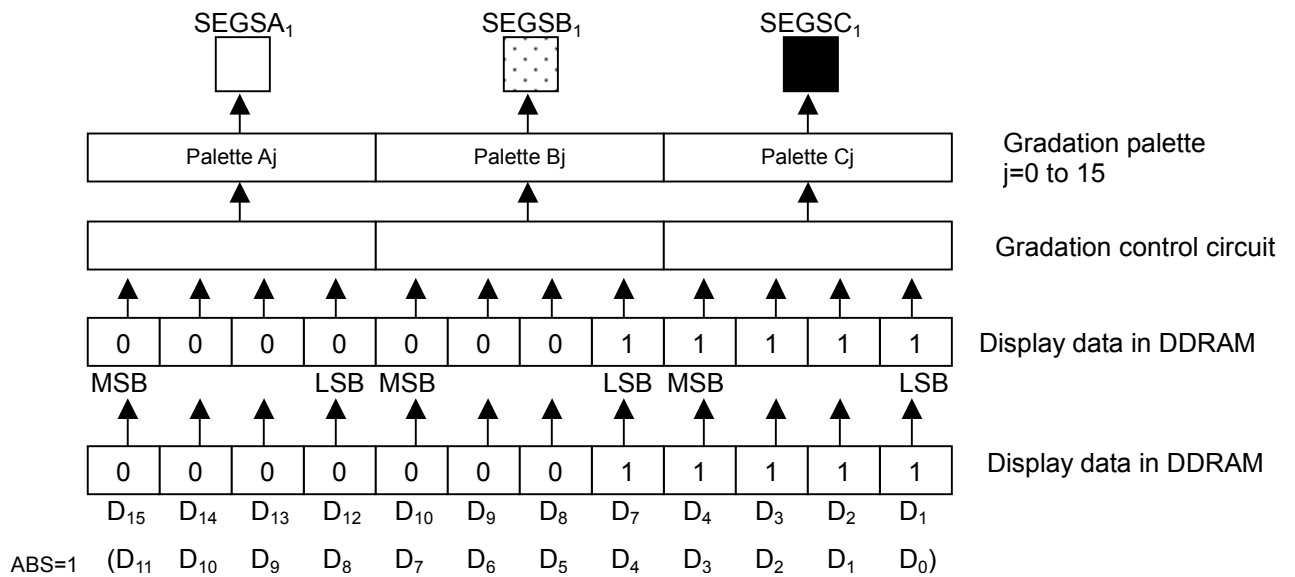 SEGSA₁ SEGSB₁ SEGSC₁
Palette Aj Palette Bj Palette Cj Gradation palette
j=0 to 15
Gradation control circuit
0 0 0 0 0 0 0 1 1 1 1 1 Display data in DDRAM
MSB LSB MSB LSB MSB LSB
0 0 0 0 0 0 0 1 1 1 1 1 Display data in DDRAM
D₁₅ D₁₄ D₁₃ D₁₂ D₁₀ D₉ D₈ D₇ D₄ D₃ D₂ D₁
ABS=1 (D₁₁ D₁₀ D₉ D₈ D₇ D₆ D₅ D₄ D₃ D₂ D₁ D₀)